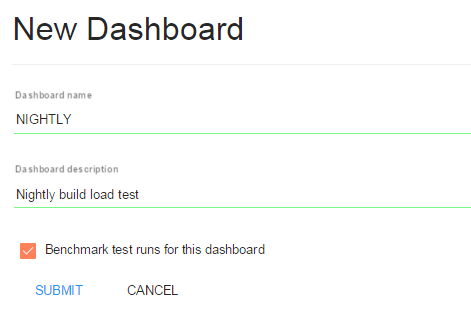 New Dashboard
Dashboard name
NIGHTLY
Dashboard description
Nightly build load test
Benchmark test runs for this dashboard
SUBMIT CANCEL